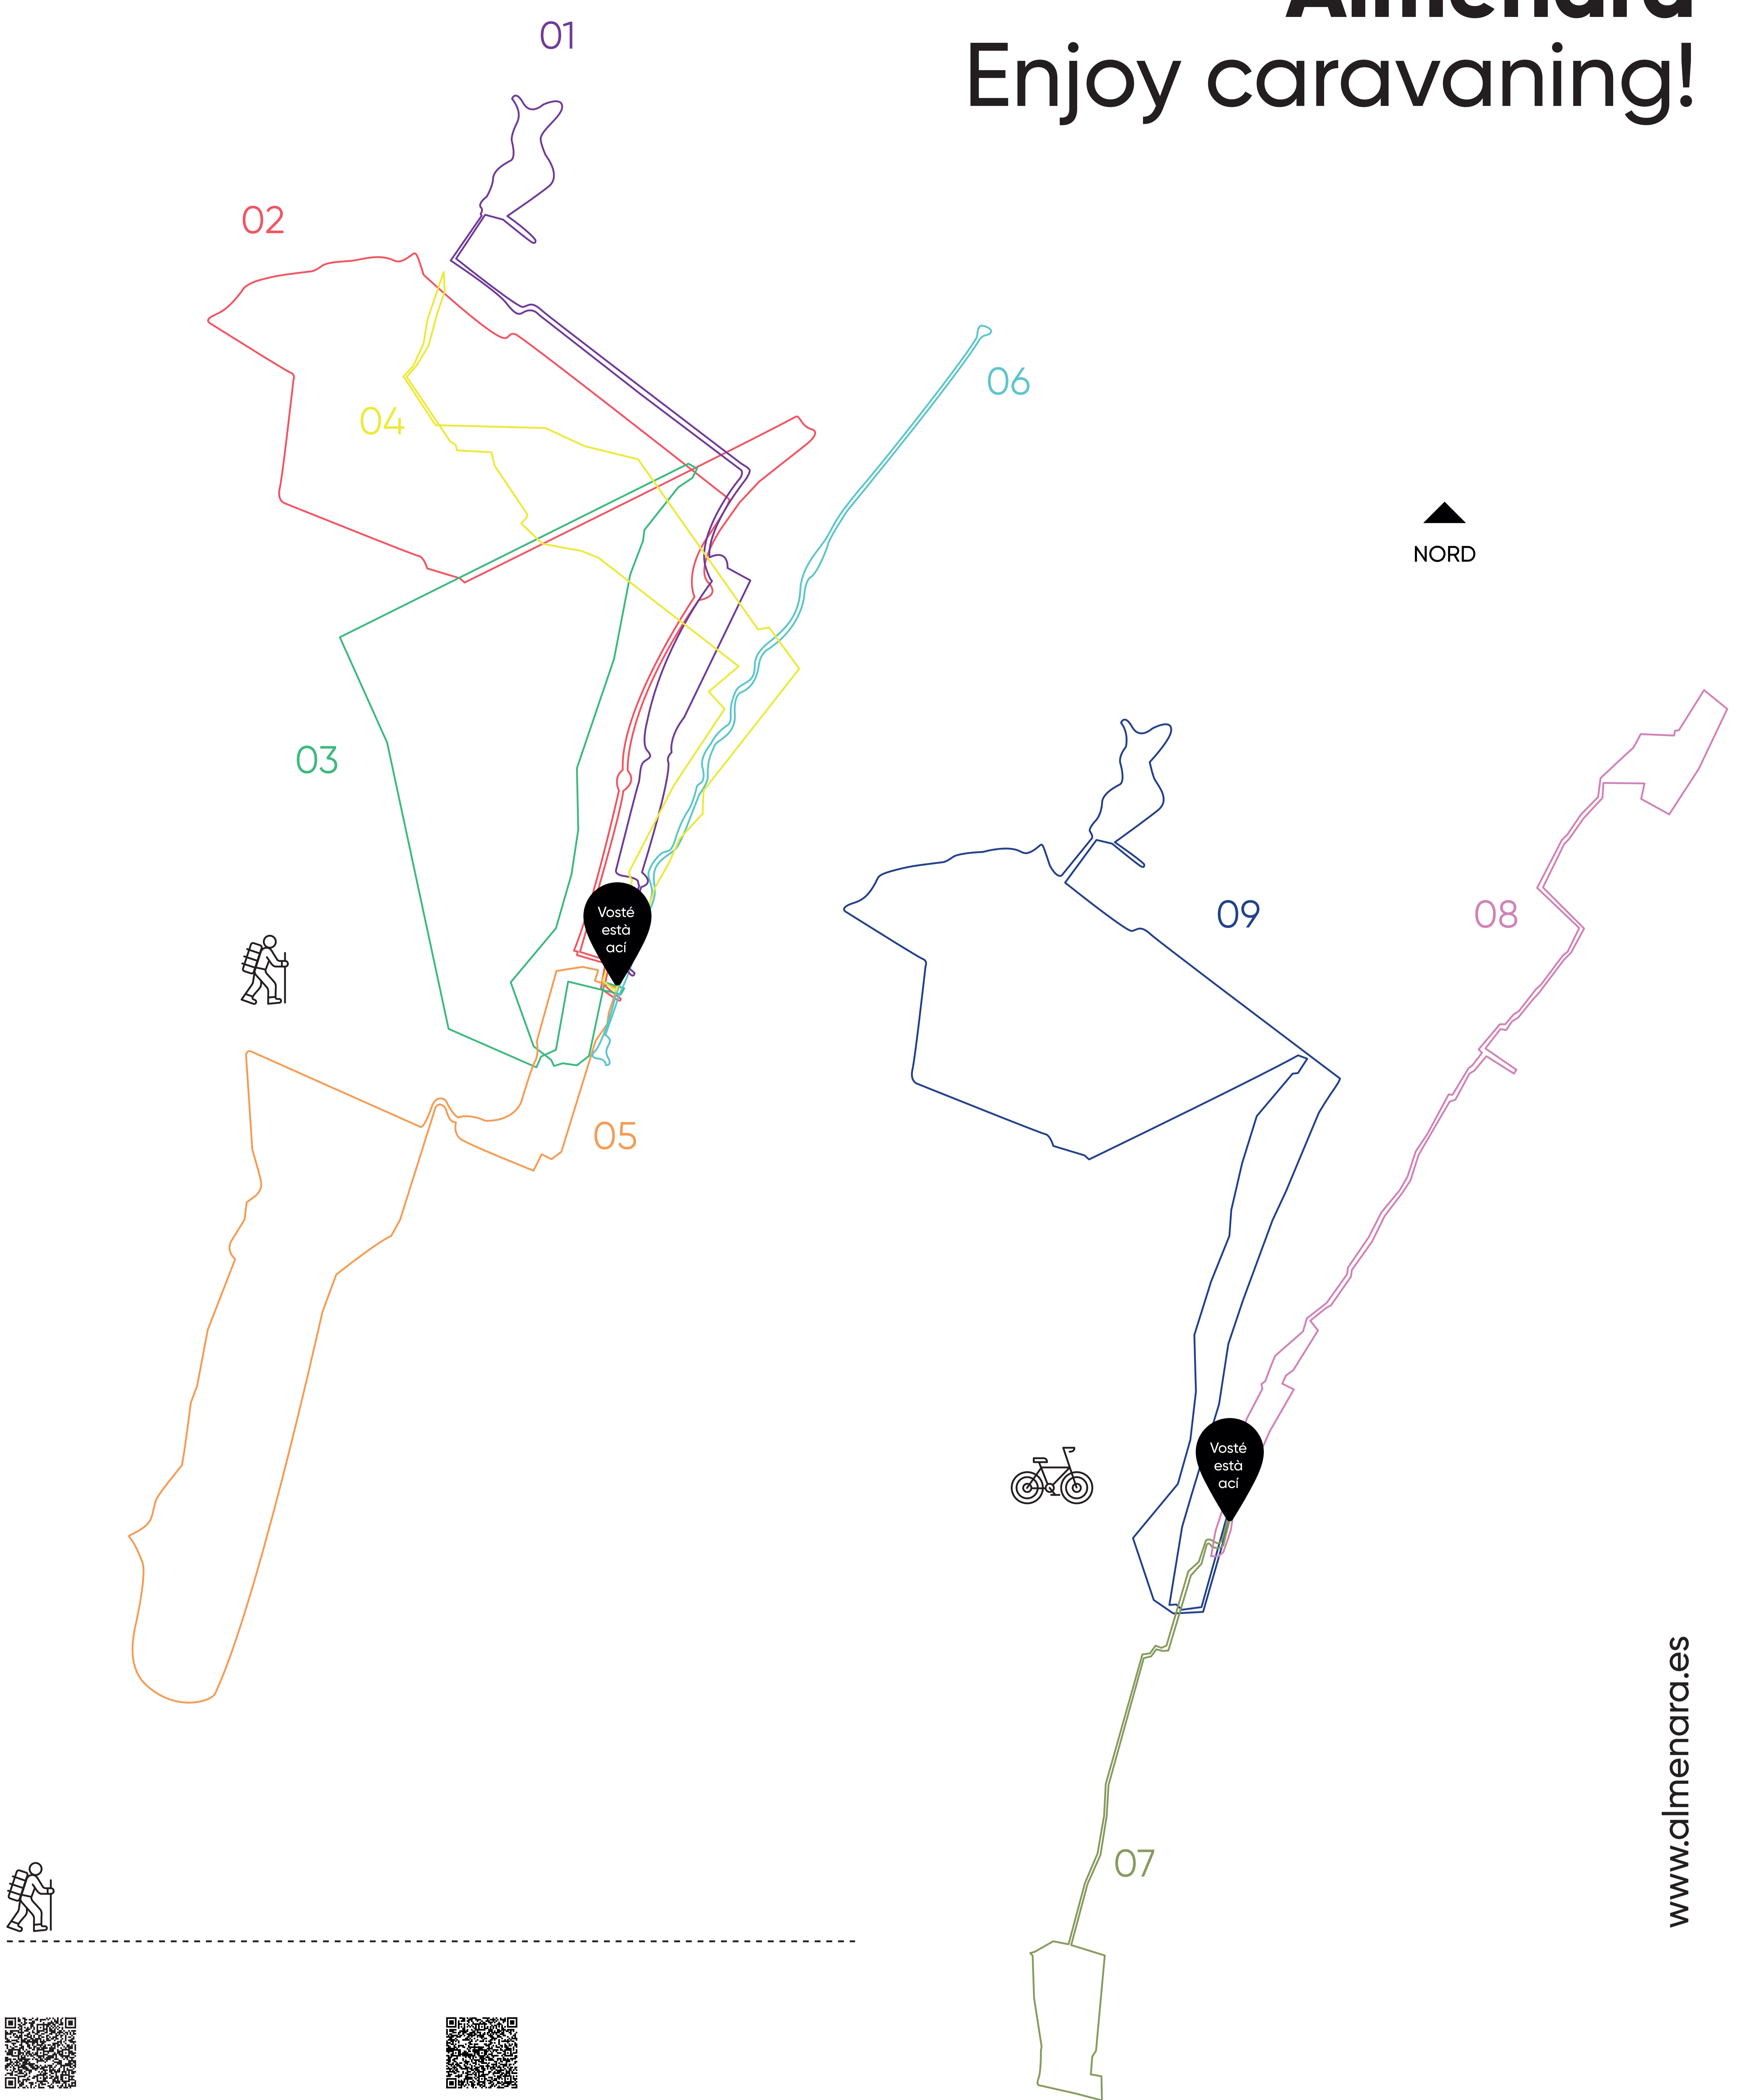 Almenara
Enjoy caravaning!
01
02
06
04
NORD
03
Vosté
està
ací
09
08
05
Vosté
està
ací
07
www.almenara.es